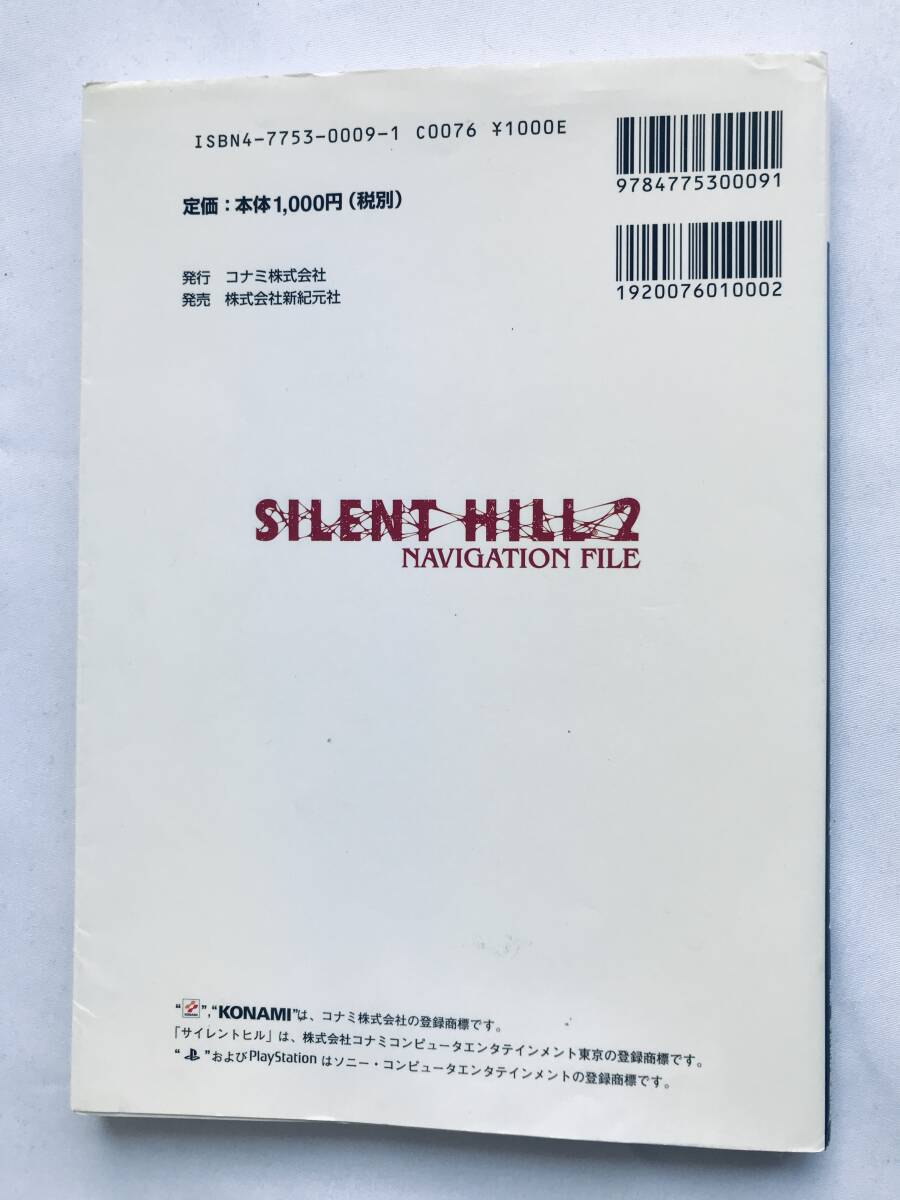 ISBN4-7753-0009-1 C0076 ¥1000E
9784775300091
定価：本体1,000円（税別）
1920076010002
発行 コナミ株式会社
発売 株式会社新紀元社
SILENT HILL 2
NAVIGATION FILE
“KONAMI”,“KONAMI”は、コナミ株式会社の登録商標です。
「サイレントヒル」は、株式会社コナミコンピュータエンタテインメント東京の登録商標です。
“ ”およびPlayStation はソニー・コンピュータエンタテインメントの登録商標です。